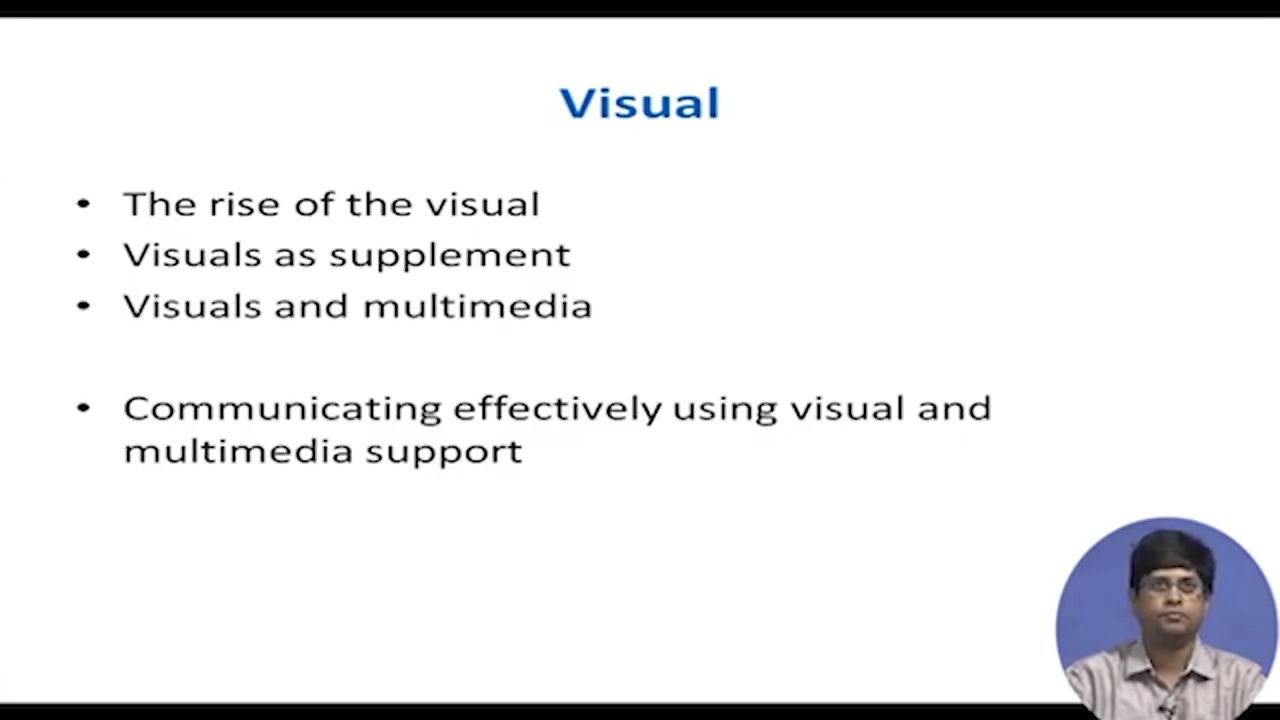 Visual
• The rise of the visual
• Visuals as supplement
• Visuals and multimedia
• Communicating effectively using visual and
multimedia support